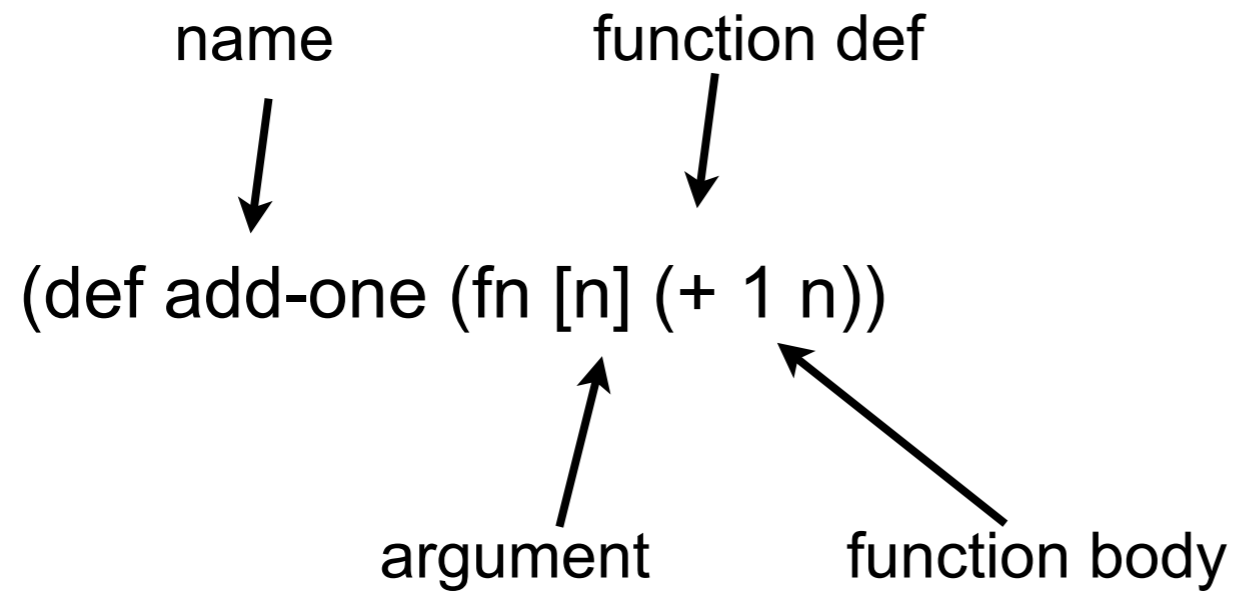 name
function def
(def add-one (fn [n] (+ 1 n))
argument
function body